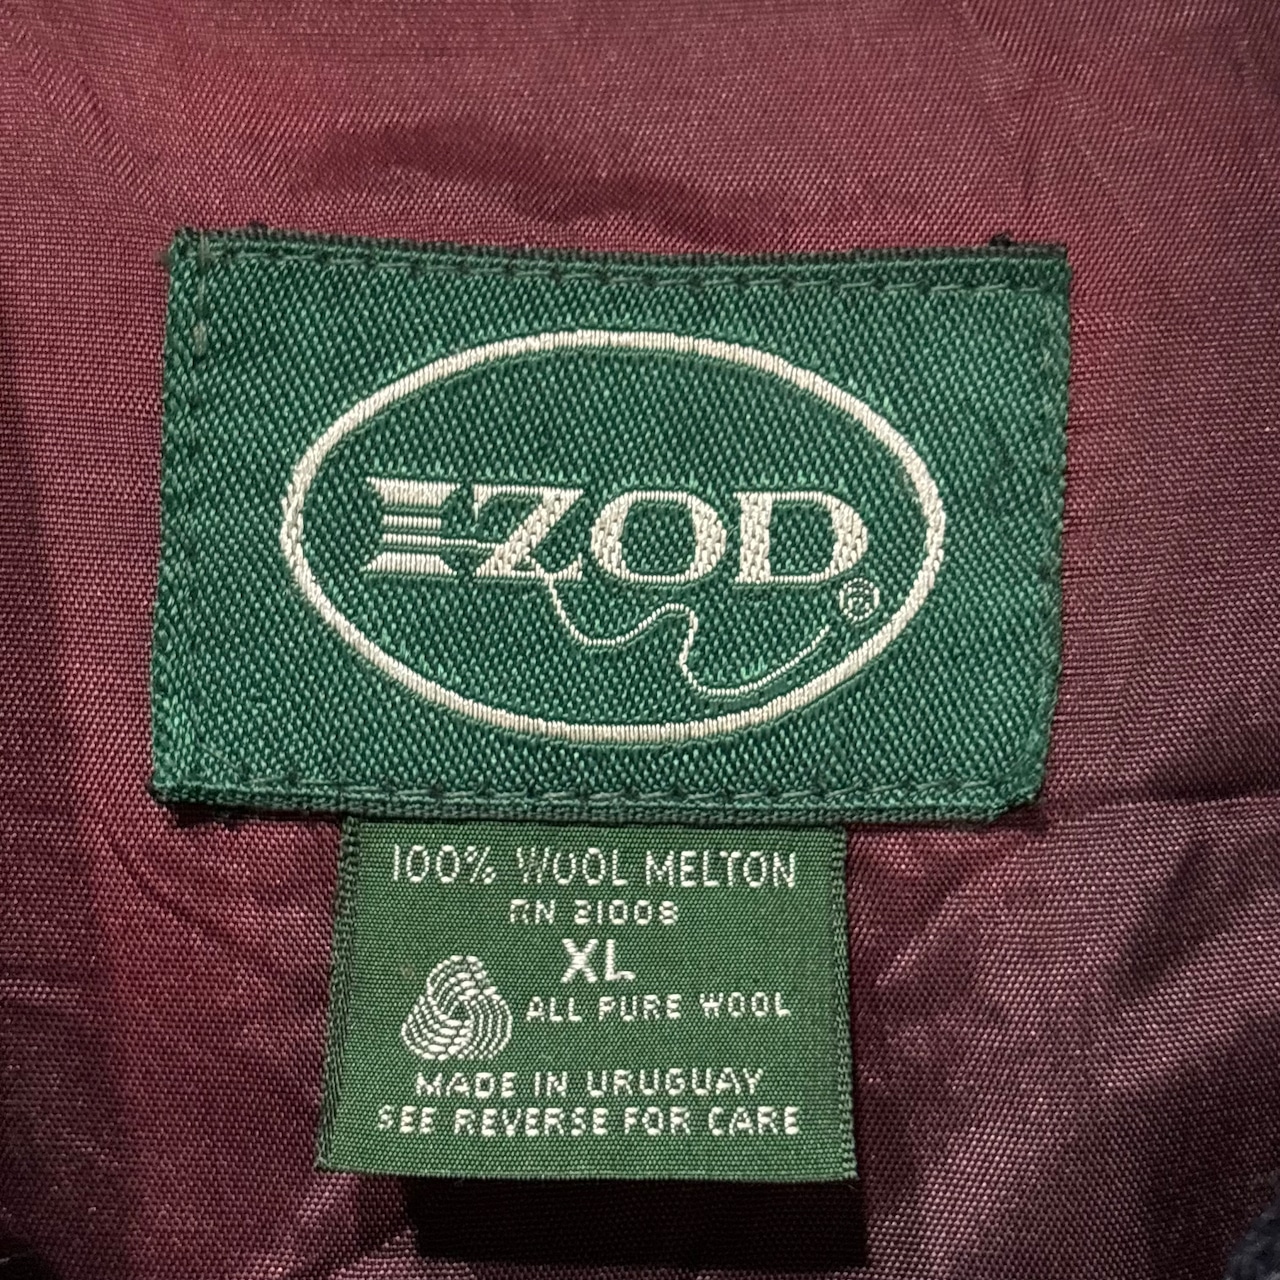 IZOD
®
100% WOOL MELTON
RN 21008
XL
ALL PURE WOOL
MADE IN URUGUAY
SEE REVERSE FOR CARE